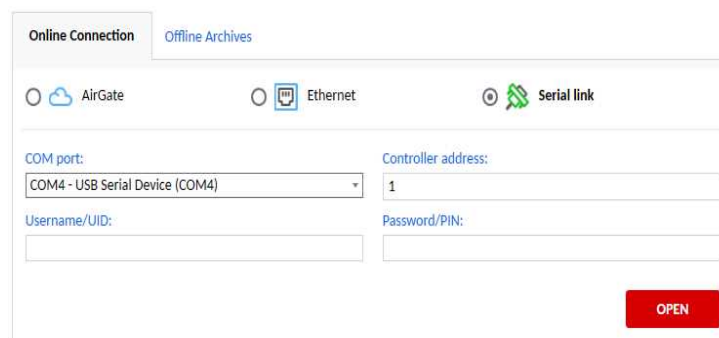 Online Connection Offline Archives
AirGate Ethernet Serial link
COM port: Controller address:
COM4 - USB Serial Device (COM4) 1
Username/UID: Password/PIN:
OPEN